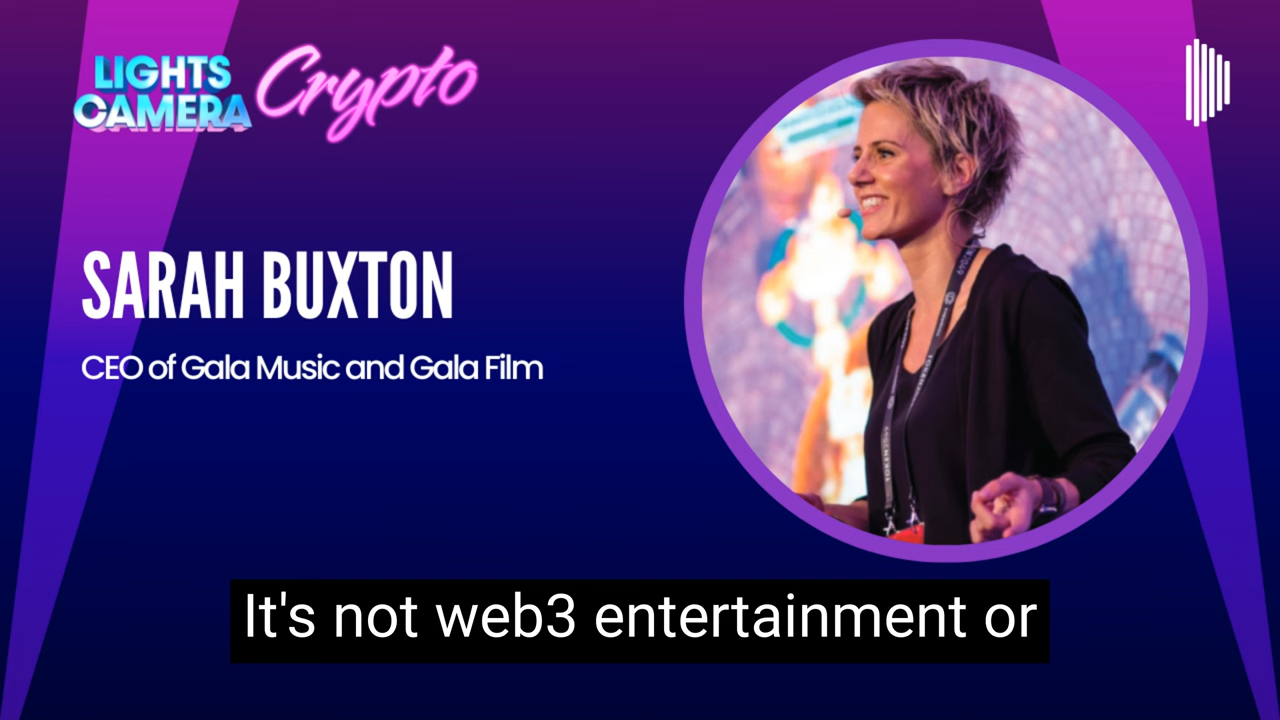 LIGHTS
CAMERA
Crypto
SARAH BUXTON
CEO of Gala Music and Gala Film
It's not web3 entertainment or